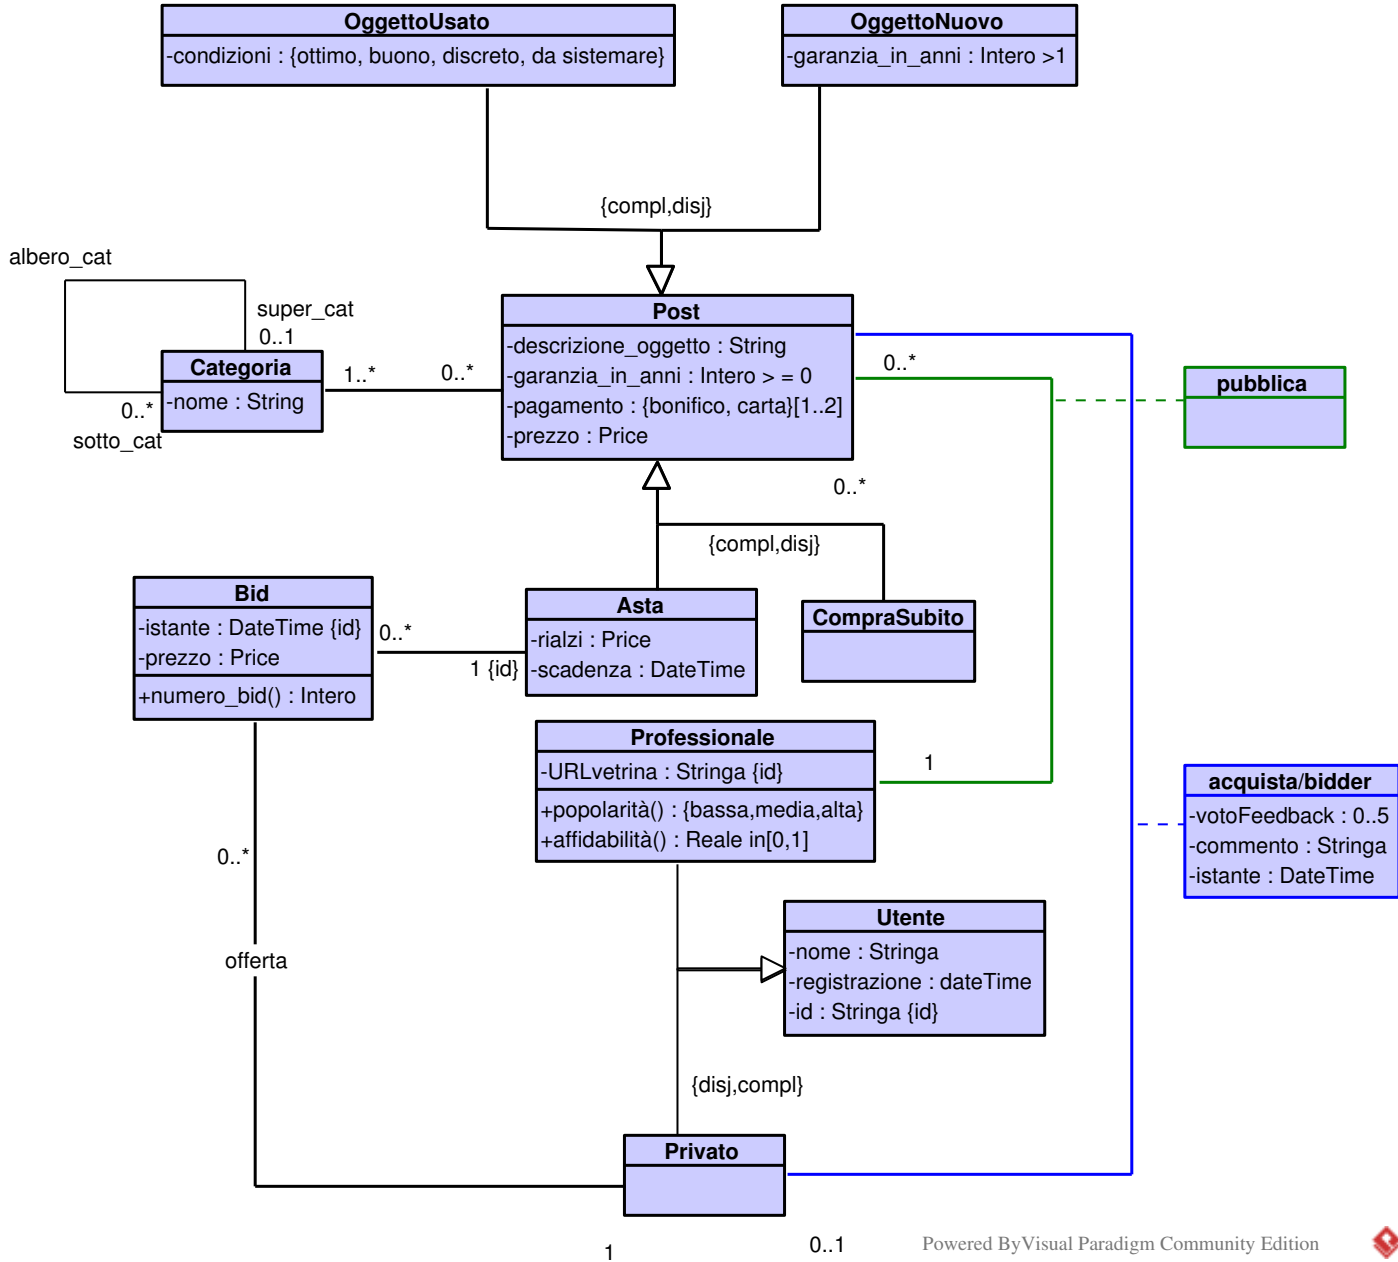 OggettoUsato
-condizioni : {ottimo, buono, discreto, da sistemare}
OggettoNuovo
-garanzia_in_anni : Intero >1
{compl,disj}
albero_cat
super_cat
0..1
Categoria
-nome : String
0..*
sotto_cat
1..*
0..*
Post
-descrizione_oggetto : String
-garanzia_in_anni : Intero > = 0
-pagamento : {bonifico, carta}[1..2]
-prezzo : Price
0..*
pubblica
0..*
{compl,disj}
Bid
-istante : DateTime {id}
-prezzo : Price
+numero_bid() : Intero
0..*
1 {id}
Asta
-rialzi : Price
-scadenza : DateTime
CompraSubito
Professionale
-URLvetrina : Stringa {id}
+popolarità() : {bassa,media,alta}
+affidabilità() : Reale in[0,1]
1
acquista/bidder
-votoFeedback : 0..5
-commento : Stringa
-istante : DateTime
0..*
offerta
Utente
-nome : Stringa
-registrazione : dateTime
-id : Stringa {id}
{disj,compl}
Privato
1
0..1
Powered ByVisual Paradigm Community Edition